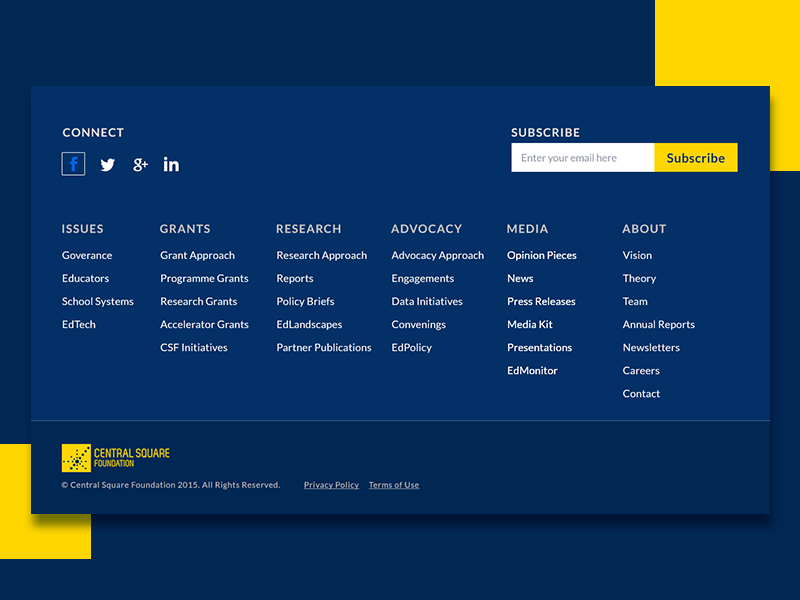 CONNECT
SUBSCRIBE
Enter your email here
Subscribe
ISSUES
Goverance
Educators
School Systems
EdTech
GRANTS
Grant Approach
Programme Grants
Research Grants
Accelerator Grants
CSF Initiatives
RESEARCH
Research Approach
Reports
Policy Briefs
EdLandscapes
Partner Publications
ADVOCACY
Advocacy Approach
Engagements
Data Initiatives
Convenings
EdPolicy
MEDIA
Opinion Pieces
News
Press Releases
Media Kit
Presentations
EdMonitor
ABOUT
Vision
Theory
Team
Annual Reports
Newsletters
Careers
Contact
CENTRAL SQUARE
FOUNDATION
© Central Square Foundation 2015. All Rights Reserved. Privacy Policy Terms of Use